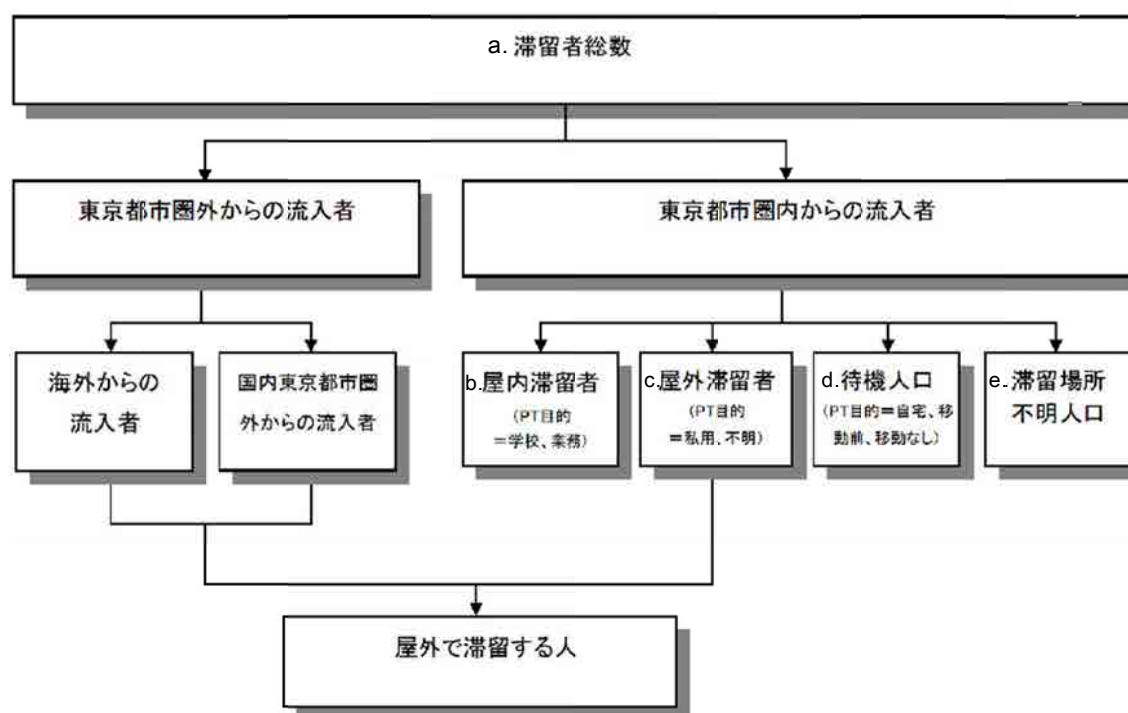 a. 滞留者総数
東京都市圏外からの流入者
東京都市圏内からの流入者
海外からの
流入者
国内東京都市圏
外からの流入者
b.屋内滞留者
(PT目的
＝学校、業務)
c.屋外滞留者
(PT目的
＝私用、不明)
d.待機人口
(PT目的＝自宅、移
動前、移動なし)
e.滞留場所
不明人口
屋外で滞留する人